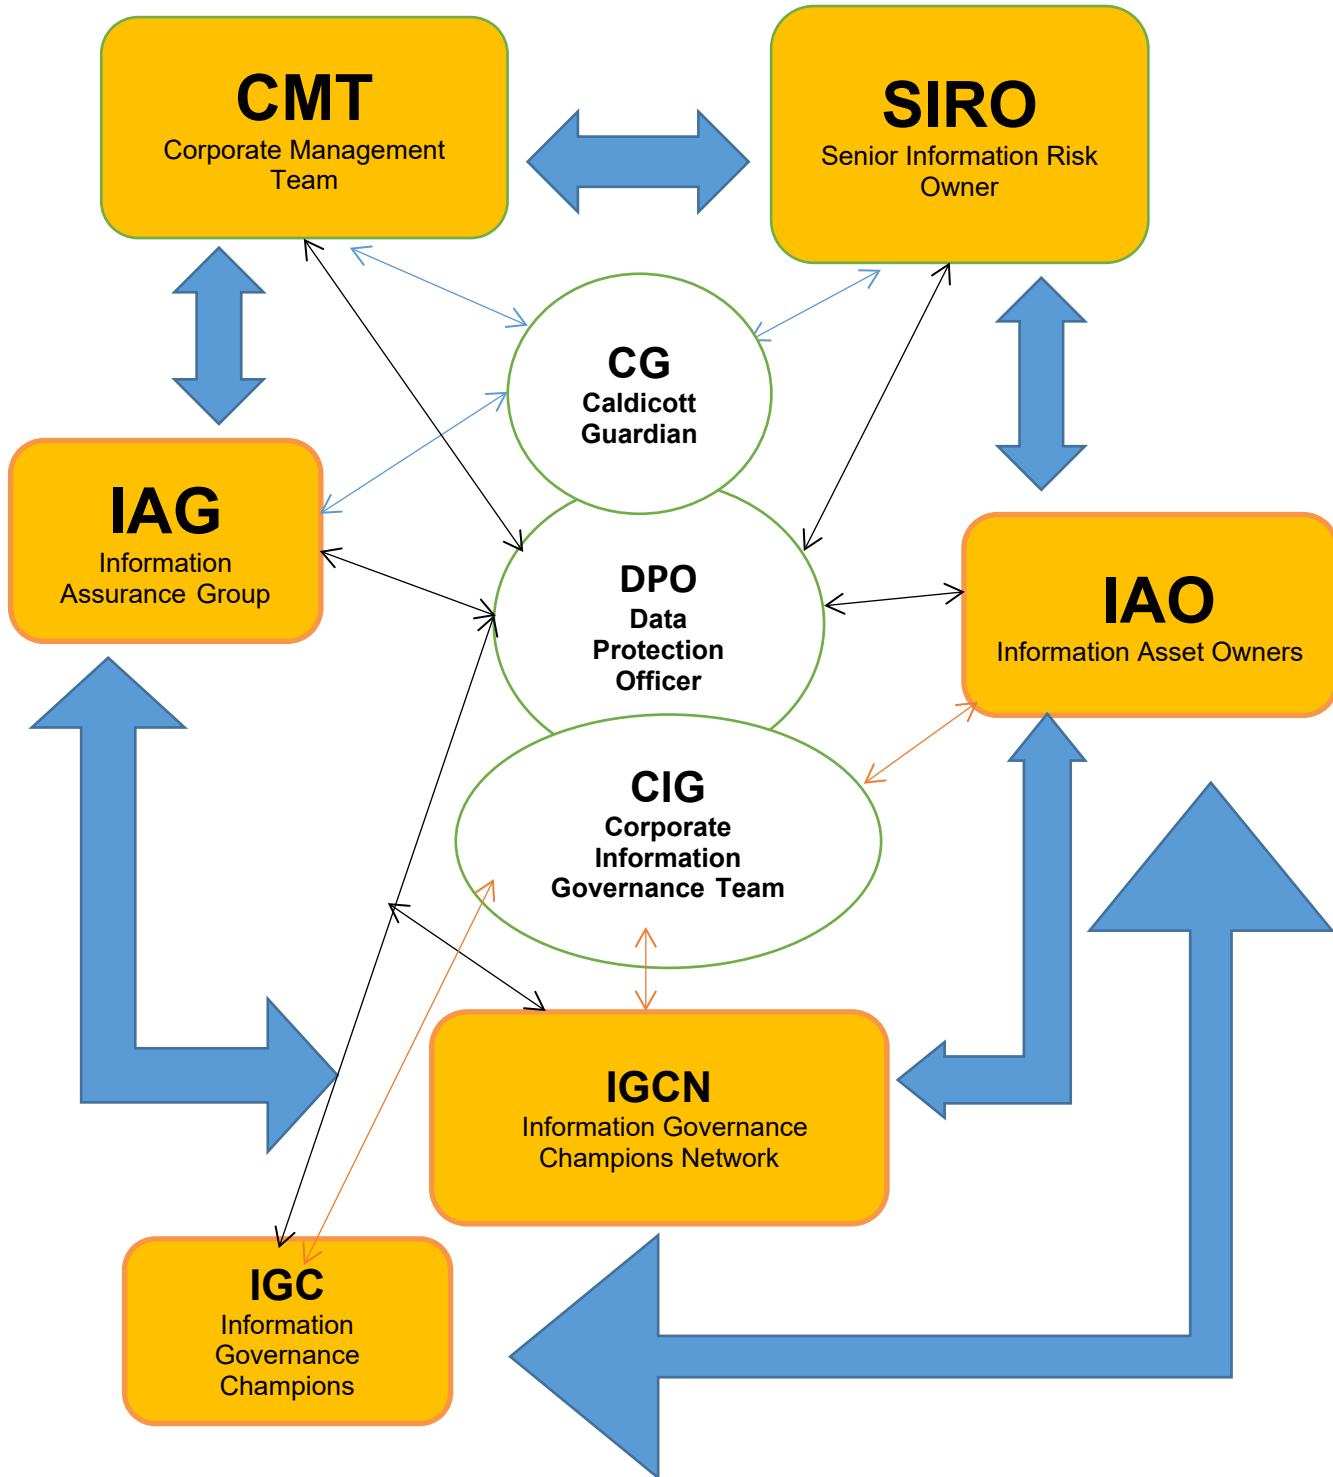 CMT
Corporate Management
Team
SIRO
Senior Information Risk
Owner
CG
Caldicott
Guardian
IAG
Information
Assurance Group
DPO
Data
Protection
Officer
IAO
Information Asset Owners
CIG
Corporate
Information
Governance Team
IGCN
Information Governance
Champions Network
IGC
Information
Governance
Champions